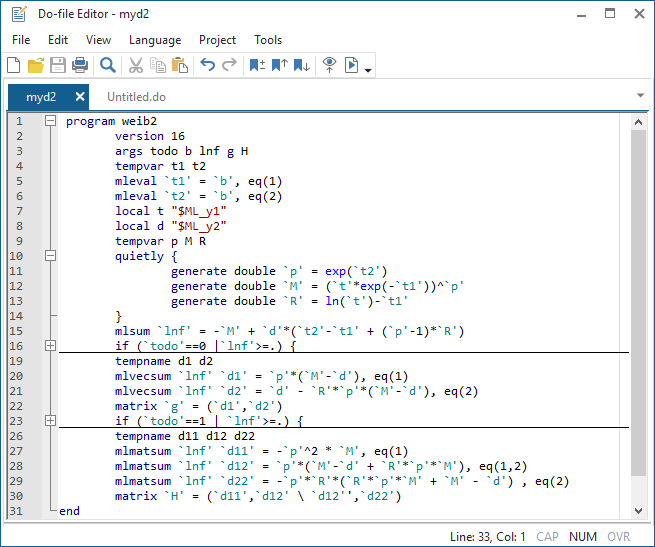 Do-file Editor - myd2
File Edit View Language Project Tools
myd2 Untitled.do
1 program weib2
2 version 16
3 args todo b lnf g H
4 tempvar t1 t2
5 mleval `t1' = `b', eq(1)
6 mleval `t2' = `b', eq(2)
7 local t "$ML_y1"
8 local d "$ML_y2"
9 tempvar p M R
10 quietly {
11 generate double `p' = exp(`t2')
12 generate double `M' = (`t'*exp(-`t1'))^`p'
13 generate double `R' = ln(`t')-`t1'
14 }
15 mlsum `lnf' = -`M' + `d'*(`t2'-`t1' + (`p'-1)*`R')
16 if (`todo'==0 |`lnf'>=.) {
19 tempname d1 d2
20 mlvecsum `lnf' `d1' = `p'*(`M'-`d'), eq(1)
21 mlvecsum `lnf' `d2' = `d' - `R'*`p'*(`M'-`d'), eq(2)
22 matrix `g' = (`d1',`d2')
23 if (`todo'==1 | `lnf'>=.) {
26 tempname d11 d12 d22
27 mlmatsum `lnf' `d11' = -`p'^2 * `M', eq(1)
28 mlmatsum `lnf' `d12' = `p'*(`M'-`d' + `R'*`p'*`M'), eq(1,2)
29 mlmatsum `lnf' `d22' = -`p'*`R'*(`R'*`p'*`M' + `M' - `d') , eq(2)
30 matrix `H' = (`d11',`d12' \ `d12'',`d22')
31 end
Line: 33, Col: 1 CAP NUM OVR